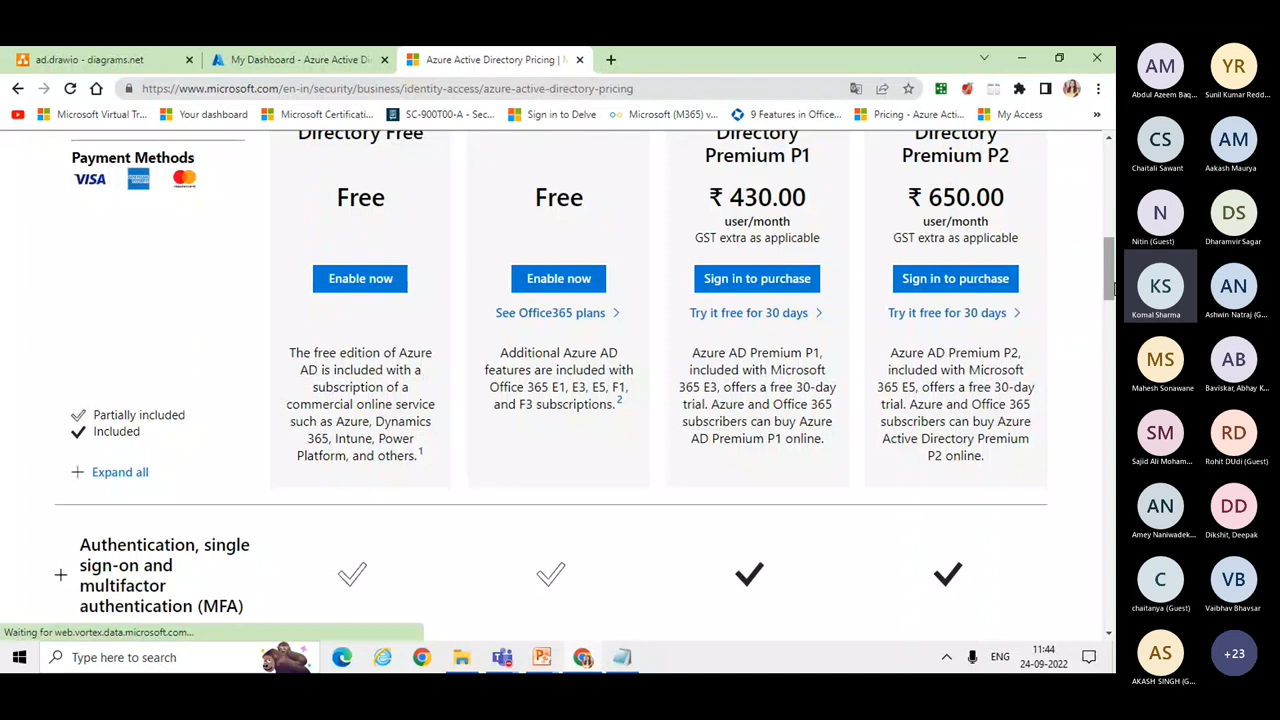 ad.drawio - diagrams.net
My Dashboard - Azure Active Di
Azure Active Directory Pricing | M
https://www.microsoft.com/en-in/security/business/identity-access/azure-active-directory-pricing
Microsoft Virtual Tr...
Your dashboard
Microsoft Certificati...
SC-900T00-A - Sec...
Sign in to Delve
Microsoft (M365) v...
9 Features in Office...
Pricing - Azure Acti...
My Access
»
Payment Methods
VISA
Partially included
Included
Expand all
Directory Free
Free
Enable now
The free edition of Azure
AD is included with a
subscription of a
commercial online service
such as Azure, Dynamics
365, Intune, Power
Platform, and others. 1
Free
Enable now
See Office365 plans >
Additional Azure AD
features are included with
Office 365 E1, E3, E5, F1,
and F3 subscriptions. 2
Directory
Premium P1
₹ 430.00
user/month
GST extra as applicable
Sign in to purchase
Try it free for 30 days >
Azure AD Premium P1,
included with Microsoft
365 E3, offers a free 30-day
trial. Azure and Office 365
subscribers can buy Azure
AD Premium P1 online.
Directory
Premium P2
₹ 650.00
user/month
GST extra as applicable
Sign in to purchase
Try it free for 30 days >
Azure AD Premium P2,
included with Microsoft
365 E5, offers a free 30-day
trial. Azure and Office 365
subscribers can buy Azure
Active Directory Premium
P2 online.
Authentication, single
sign-on and
multifactor
authentication (MFA)
Waiting for web.vortex.data.microsoft.com...
Type here to search
ENG
11:44
24-09-2022
AM
Abdul Azeem Baq...
YR
Sunil Kumar Redd...
CS
Chaitali Sawant
AM
Aakash Maurya
N
Nitin (Guest)
DS
Dharamvir Sagar
KS
Komal Sharma
AN
Ashwin Natraj (G...
MS
Mahesh Sonawane
AB
Baviskar, Abhay K...
SM
Sajid Ali Moham...
RD
Rohit DUdi (Guest)
AN
Amey Naniwadek...
DD
Dikshit, Deepak
C
chaitanya (Guest)
VB
Vaibhav Bhavsar
AS
AKASH SINGH (G...
+23